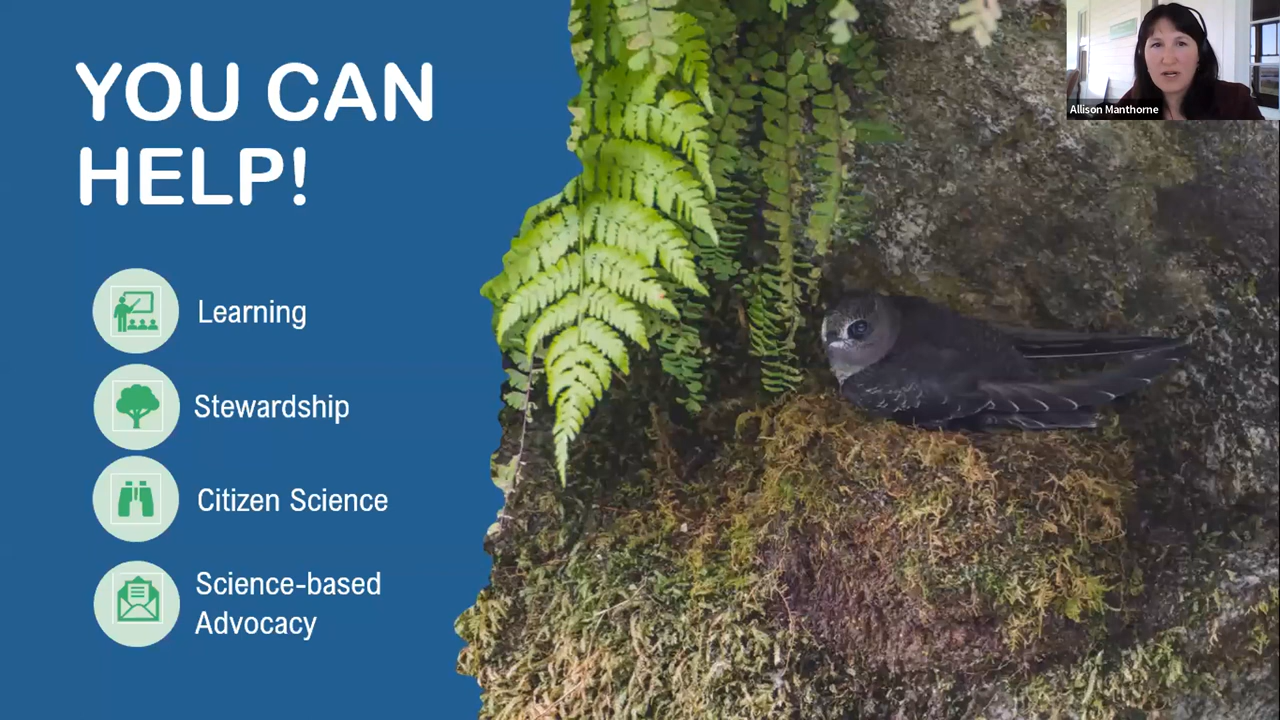 YOU CAN
HELP!
Learning
Stewardship
Citizen Science
Science-based
Advocacy
Allison Manthorne